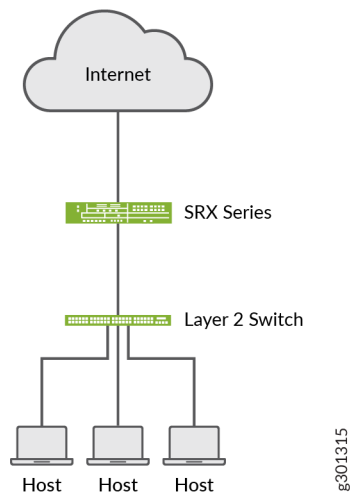 Internet
SRX Series
Layer 2 Switch
Host
Host
Host
g301315